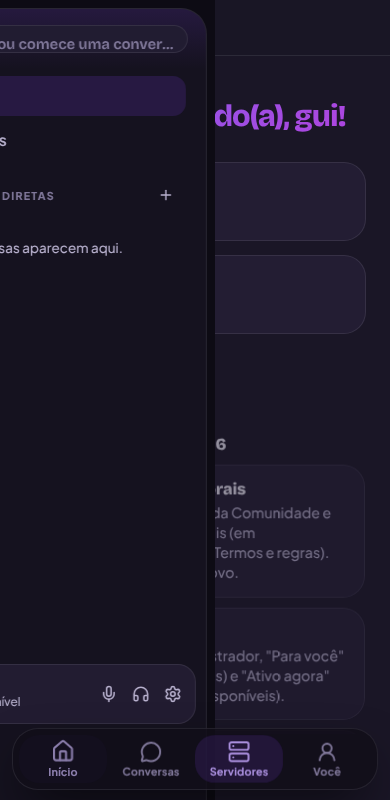 ou comece uma conver...
do(a), gui!
s
DIRETAS
sas aparecem aqui.
6
rais
da Comunidade e
is (em
Termos e regras).
ovo.
strador, "Para você"
s) e "Ativo agora"
sponíveis).
nível
Início
Conversas
Servidores
Você